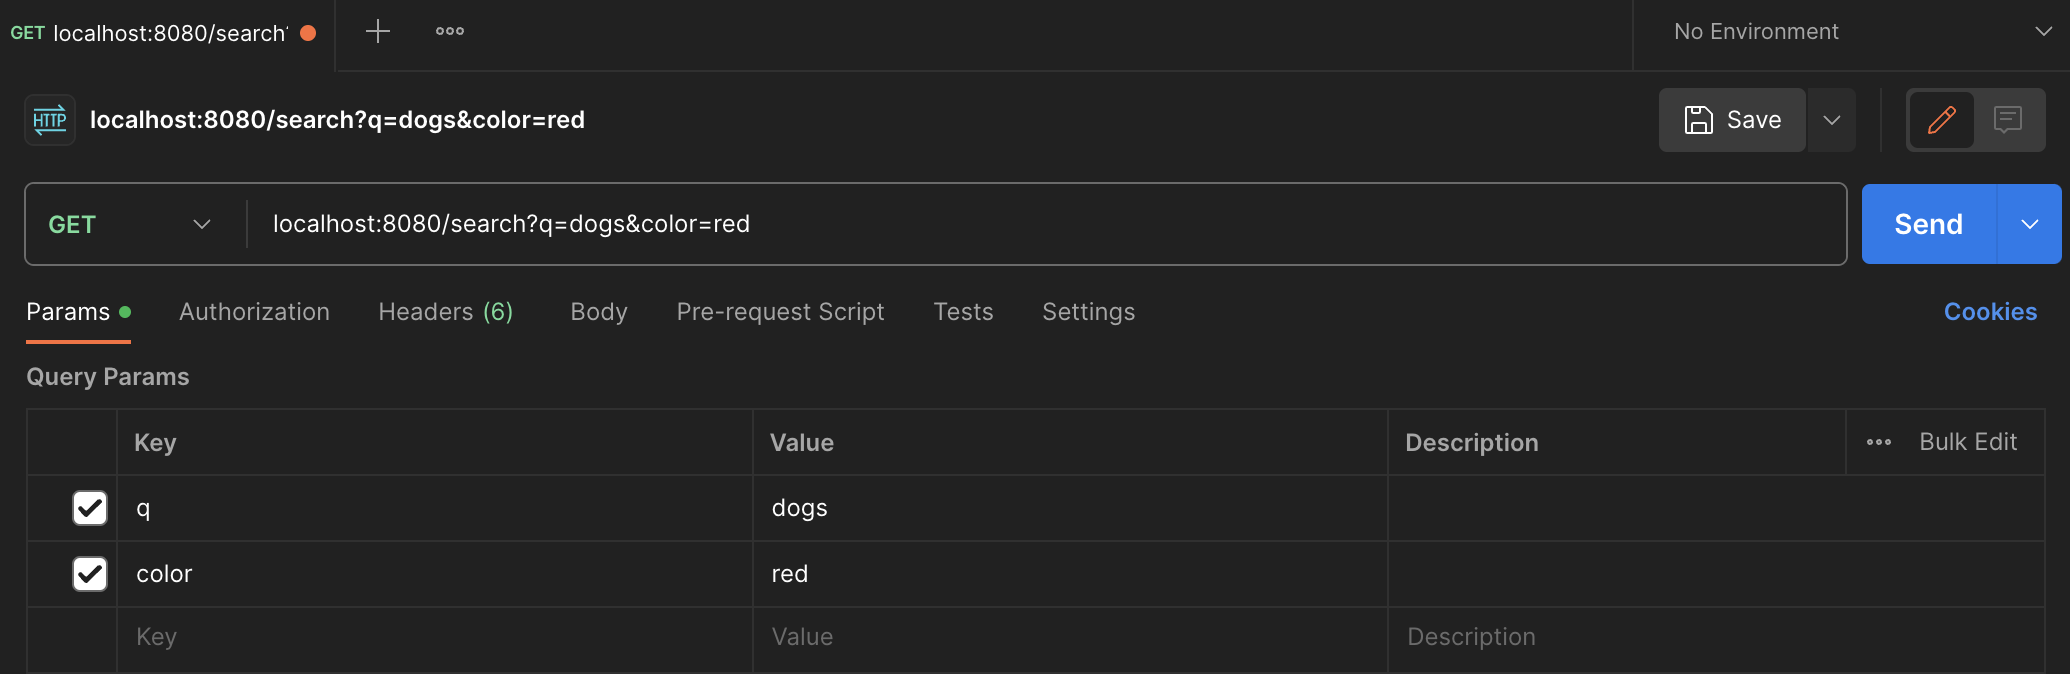 GET localhost:8080/search
No Environment
HTTP localhost:8080/search?q=dogs&color=red
Save
GET localhost:8080/search?q=dogs&color=red
Send
Params Authorization Headers (6) Body Pre-request Script Tests Settings Cookies
Query Params
Key Value Description Bulk Edit
q dogs
color red
Key Value Description